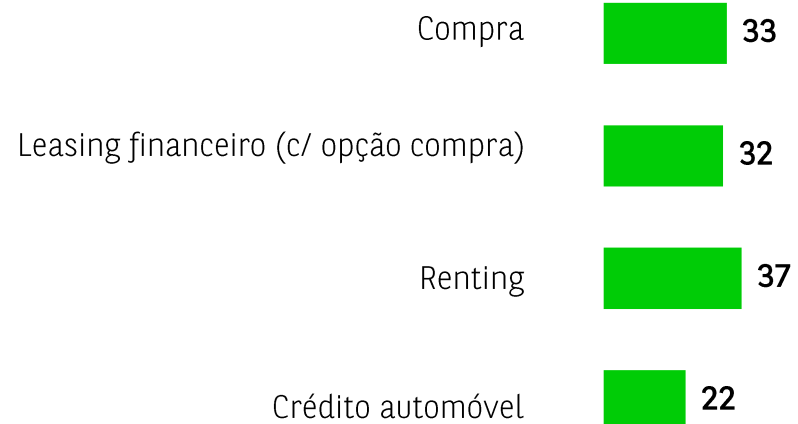 Compra 33
Leasing financeiro (c/ opção compra) 32
Renting 37
Crédito automóvel 22